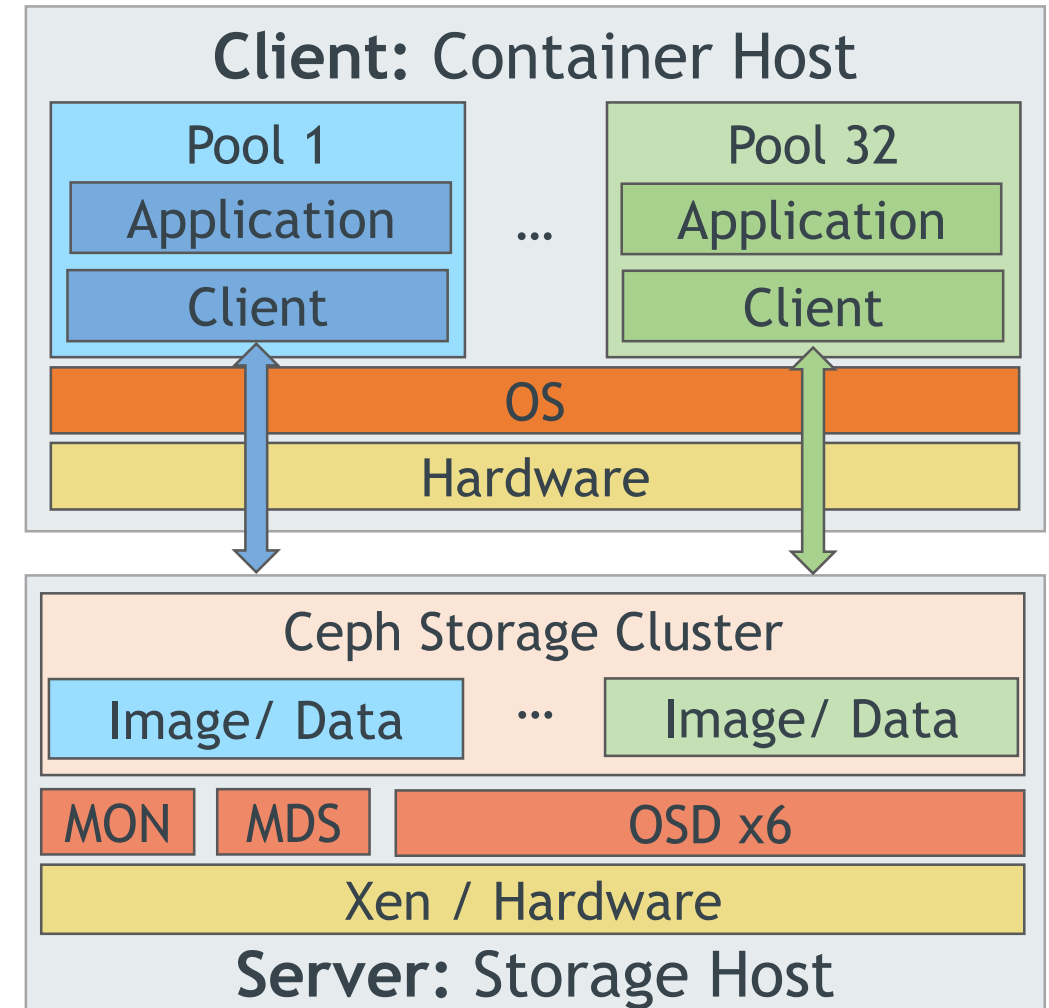 Client: Container Host
Pool 1
Application
Client
...
Pool 32
Application
Client
OS
Hardware
Ceph Storage Cluster
Image/ Data
...
Image/ Data
MON
MDS
OSD x6
Xen / Hardware
Server: Storage Host